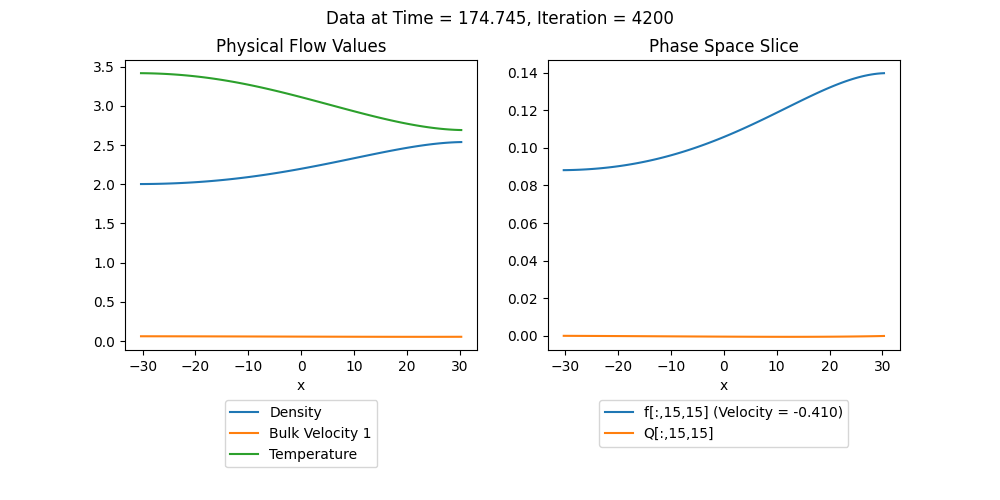 Data at Time = 174.745, Iteration = 4200
Physical Flow Values
3.5
3.0
2.5
2.0
1.5
1.0
0.5
0.0
−30 −20 −10 0 10 20 30
x
Density
Bulk Velocity 1
Temperature
Phase Space Slice
0.14
0.12
0.10
0.08
0.06
0.04
0.02
0.00
−30 −20 −10 0 10 20 30
x
f[:,15,15] (Velocity = -0.410)
Q[:,15,15]